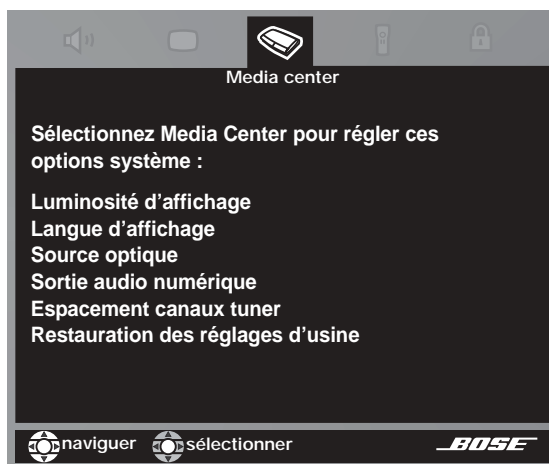 Media center
Sélectionnez Media Center pour régler ces
options système :
Luminosité d’affichage
Langue d’affichage
Source optique
Sortie audio numérique
Espacement canaux tuner
Restauration des réglages d’usine
naviguer sélectionner BOSE